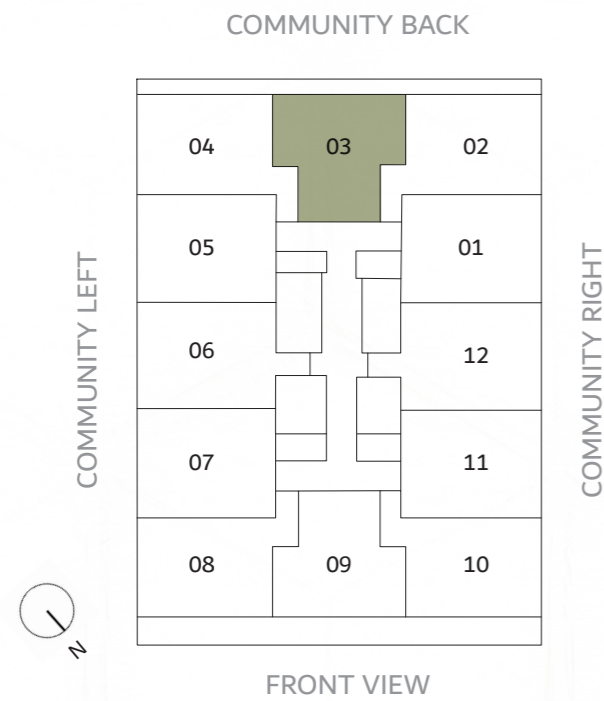 COMMUNITY BACK
04 03 02
05 01
06 12
07 11
08 09 10
COMMUNITY LEFT
COMMUNITY RIGHT
N
FRONT VIEW